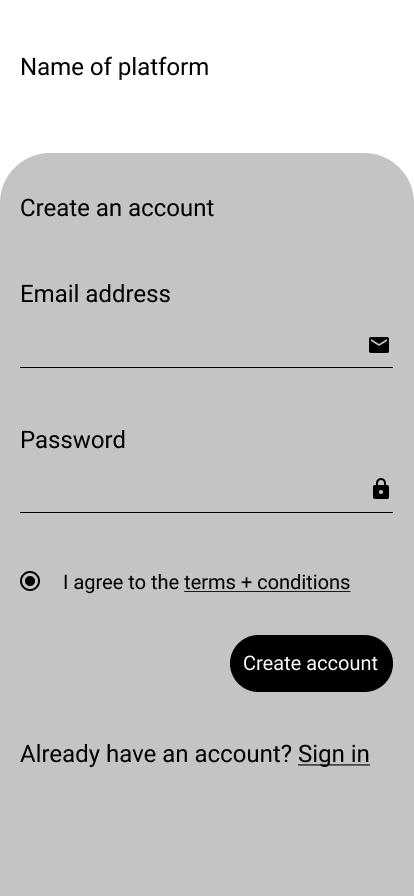 Name of platform
Create an account
Email address
Password
I agree to the terms + conditions
Create account
Already have an account? Sign in